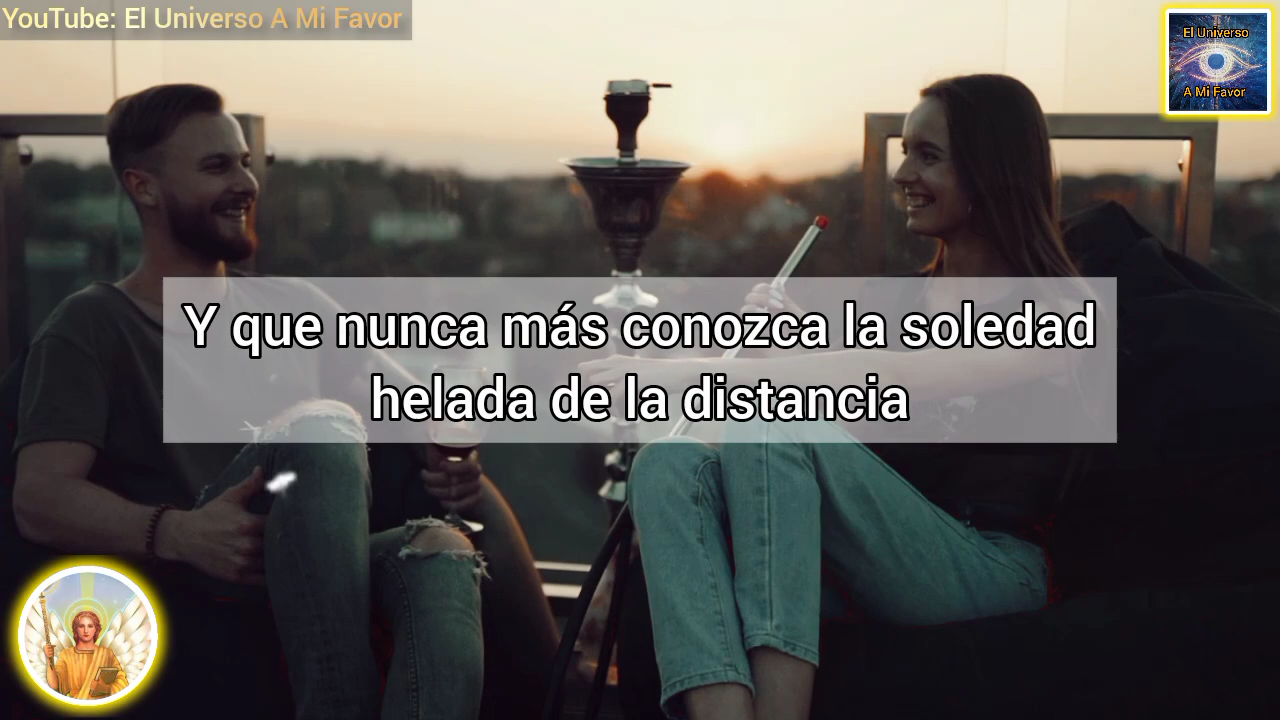 YouTube: El Universo A Mi Favor
El Universo
A Mi Favor
Y que nunca más conozca la soledad
helada de la distancia